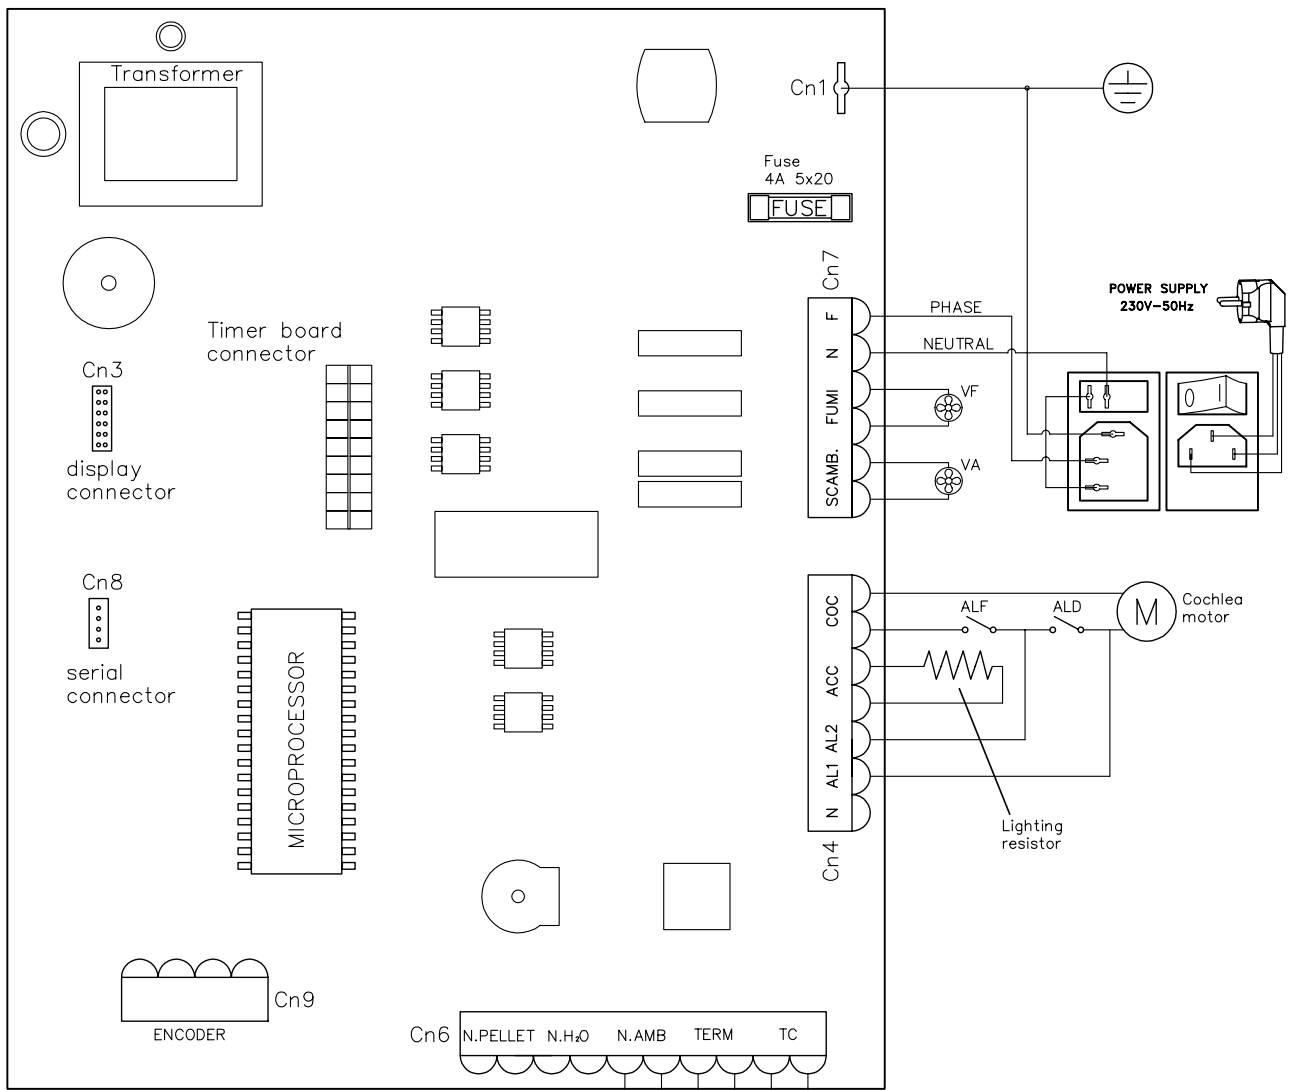 Transformer
Cn1
Fuse
4A 5x20
FUSE
Cn7
POWER SUPPLY
230V-50Hz
F
PHASE
N
NEUTRAL
FUMI
VF
SCAMB.
VA
Timer board
connector
Cn3
display
connector
Cn8
serial
connector
MICROPROCESSOR
COC
ALF
ALD
M
Cochlea
motor
ACC
AL2
AL1
N
Lighting
resistor
Cn4
Cn9
ENCODER
Cn6
N.PELLET
N.H₂O
N.AMB
TERM
TC